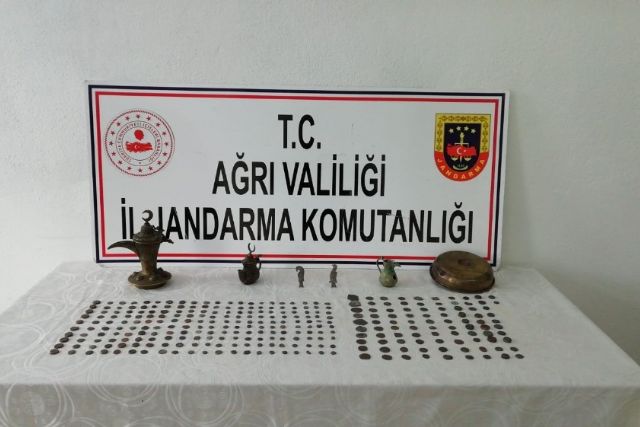 T.C.
AĞRI VALİLİĞİ
İL JANDARMA KOMUTANLIĞI
JANDARMA